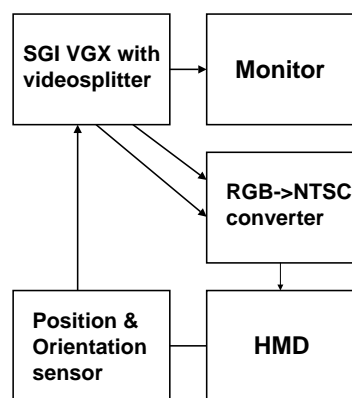 SGI VGX with
videosplitter
Monitor
RGB->NTSC
converter
Position &
Orientation
sensor
HMD